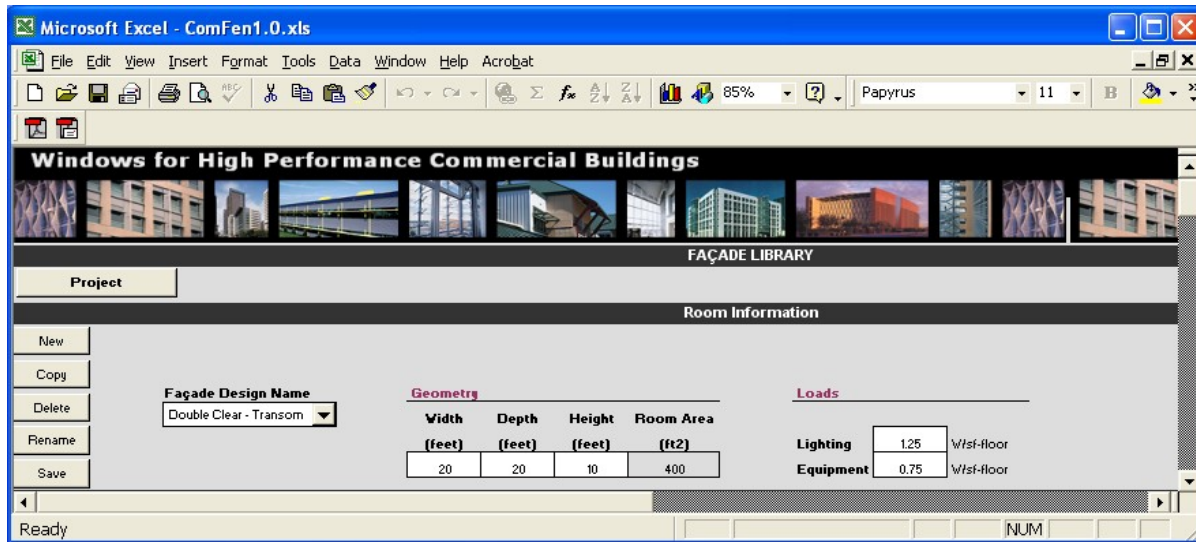 Microsoft Excel - ComFen1.0.xls
File Edit View Insert Format Tools Data Window Help Acrobat
ABC Σ fx A Z Z A 85% ? Papyrus 11 B
Windows for High Performance Commercial Buildings
FAÇADE LIBRARY
Project
Room Information
New
Copy
Delete
Rename
Save
Façade Design Name
Double Clear - Transom
Geometry
Width Depth Height Room Area
(feet) (feet) (feet) (ft2)
20 20 10 400
Loads
Lighting 1.25 W/sf-floor
Equipment 0.75 W/sf-floor
Ready NUM